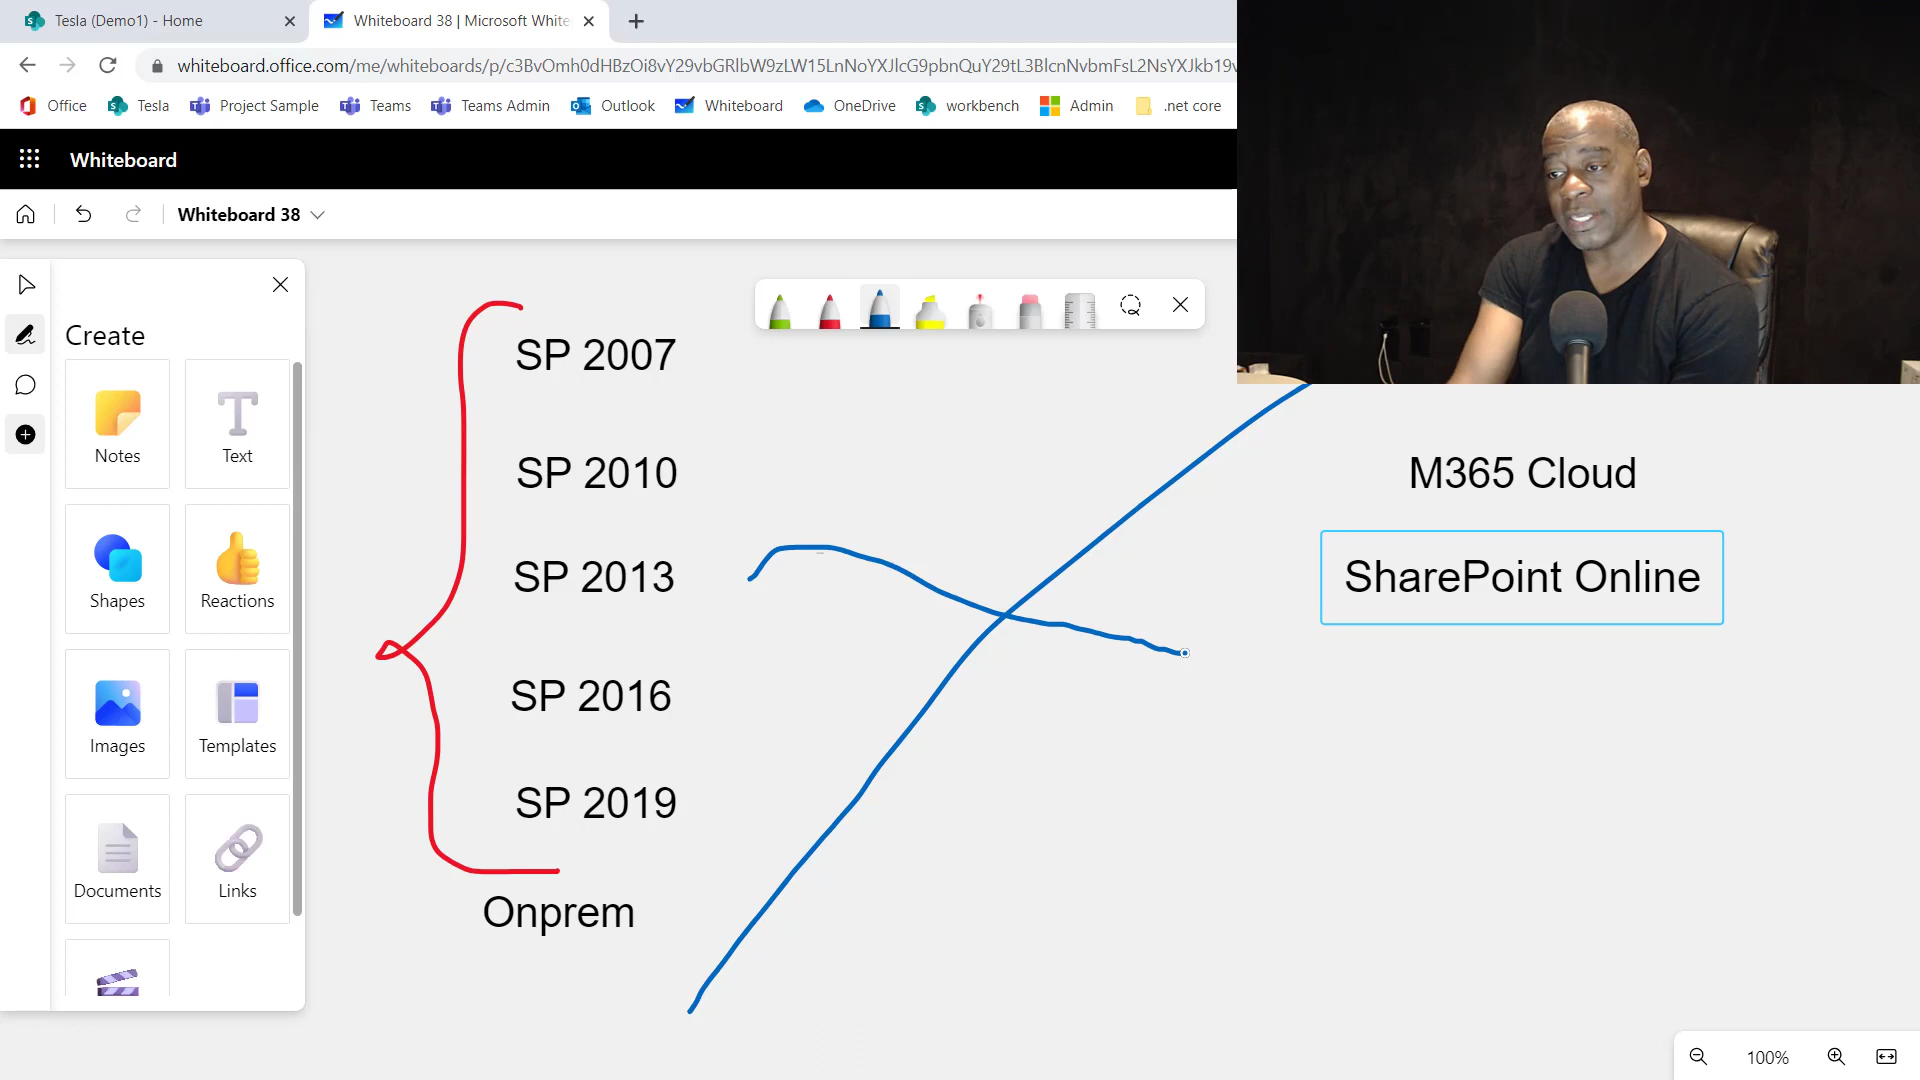 Tesla (Demo1) - Home
Whiteboard 38 | Microsoft White
whiteboard.office.com/me/whiteboards/p/c3BvOmh0dHBzOi8vY29vbGRlbW9zLW15LnNoYXJlcG9pbnQuY29tL3BlcnNvbmFsL2NsYXJkb19v
Office
Tesla
Project Sample
Teams
Teams Admin
Outlook
Whiteboard
OneDrive
workbench
Admin
.net core
Whiteboard
Whiteboard 38
Create
Notes
Text
Shapes
Reactions
Images
Templates
Documents
Links
SP 2007
SP 2010
SP 2013
SP 2016
SP 2019
Onprem
M365 Cloud
SharePoint Online
100%